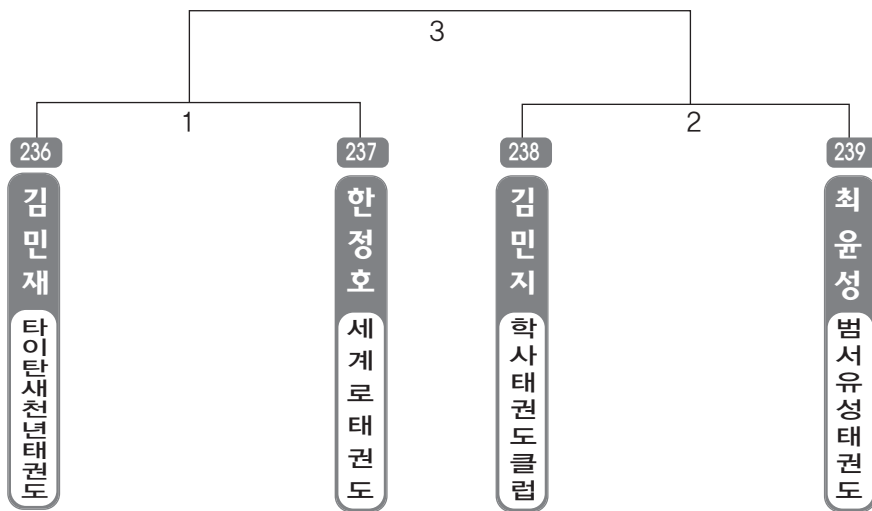 3
1
2
236
김민재
타이탄새천년태권도
237
한정호
세계로태권도
238
김민지
학사태권도클럽
239
최윤성
범서유성태권도